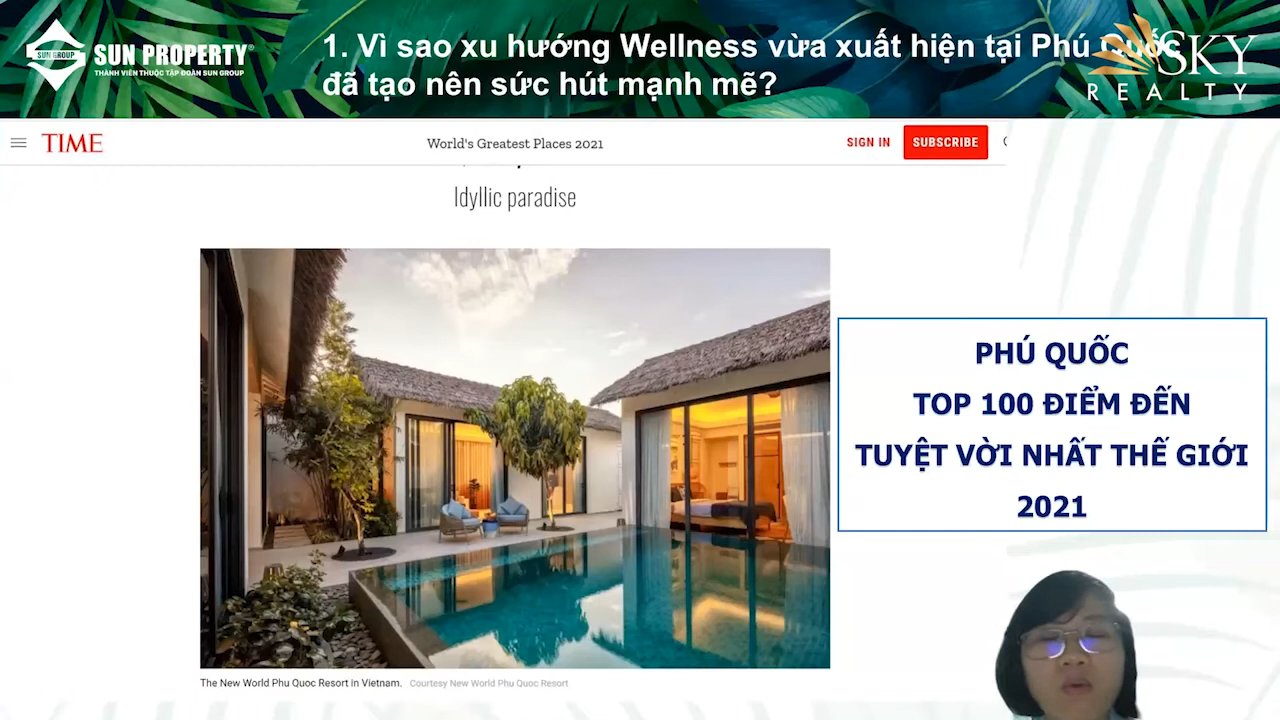 SUN GROUP
SUN PROPERTY®
THÀNH VIÊN THUỘC TẬP ĐOÀN SUN GROUP
1. Vì sao xu hướng Wellness vừa xuất hiện tại Phú Quốc
đã tạo nên sức hút mạnh mẽ?
SKY
REALTY
TIME
World's Greatest Places 2021
SIGN IN
SUBSCRIBE
Idyllic paradise
PHÚ QUỐC
TOP 100 ĐIỂM ĐẾN
TUYỆT VỜI NHẤT THẾ GIỚI
2021
The New World Phu Quoc Resort in Vietnam. Courtesy New World Phu Quoc Resort